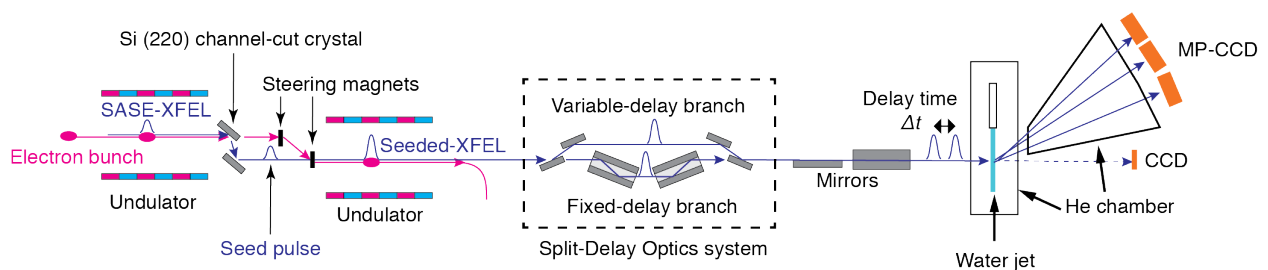 Si (220) channel-cut crystal
Steering magnets
SASE-XFEL
Electron bunch
Undulator
Seed pulse
Seeded-XFEL
Undulator
Variable-delay branch
Fixed-delay branch
Split-Delay Optics system
Mirrors
Delay time
Δt
Water jet
He chamber
MP-CCD
CCD